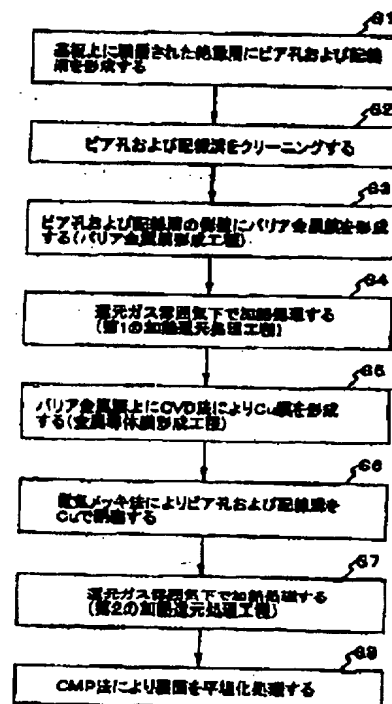 S1
基板上に積層された絶縁層にビア孔および配線
溝を形成する
S2
ビア孔および配線溝をクリーニングする
S3
ビア孔および配線溝の側壁にバリア金属膜を形成
する(バリア金属膜形成工程)
S4
還元ガス雰囲気下で加熱処理する
(第1の加熱還元処理工程)
S5
バリア金属膜上にCVD法によりCu膜を形成
する(金属導体膜形成工程)
S6
電気メッキ法によりビア孔および配線溝を
Cuで する
S7
還元ガス雰囲気下で加熱処理する
(第2の加熱還元処理工程)
S8
CMP法により表面を平坦化処理する